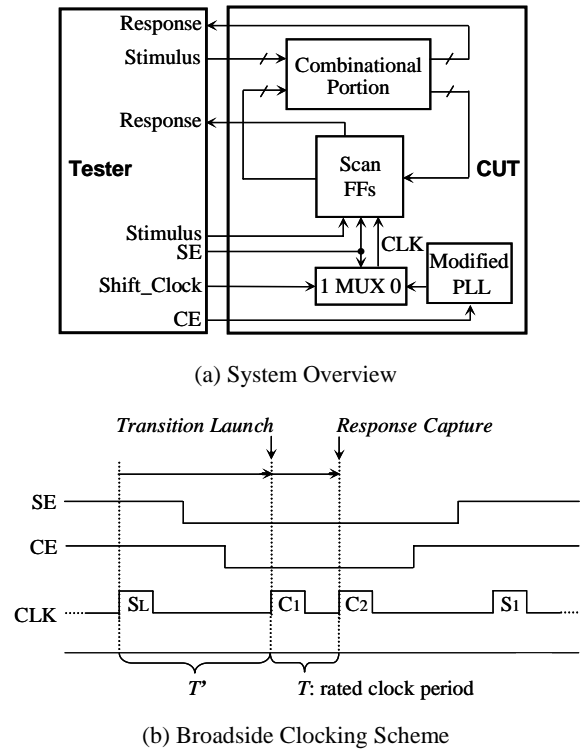 Response
Stimulus
Combinational
Portion
Response
Tester
Scan
FFs
CUT
Stimulus
SE
CLK
Modified
PLL
Shift_Clock
1 MUX 0
CE
(a) System Overview
Transition Launch
Response Capture
SE
CE
CLK
SL
C1
C2
S1
T'
T: rated clock period
(b) Broadside Clocking Scheme